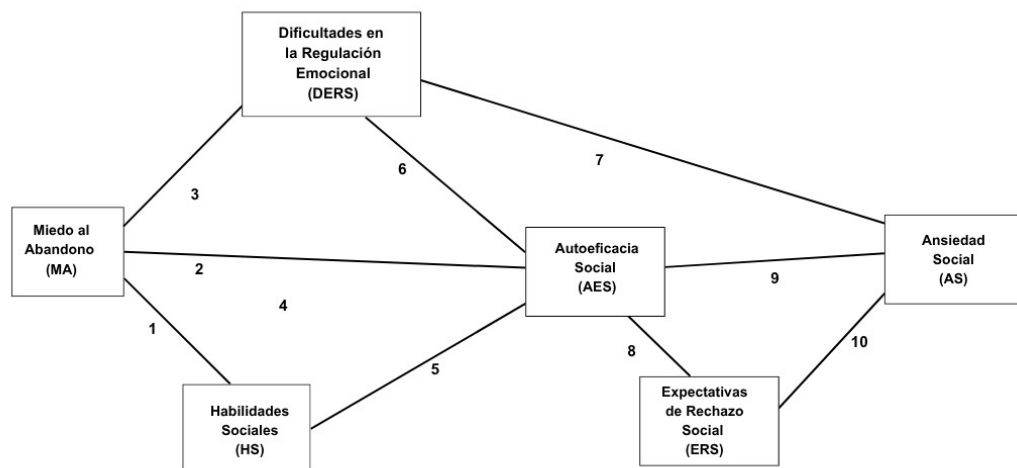 Dificultades en
la Regulación
Emocional
(DERS)
6
7
3
Miedo al
Abandono
(MA)
Autoeficacia
Social
(AES)
Ansiedad
Social
(AS)
2
9
4
1
5
8
10
Habilidades
Sociales
(HS)
Expectativas
de Rechazo
Social
(ERS)